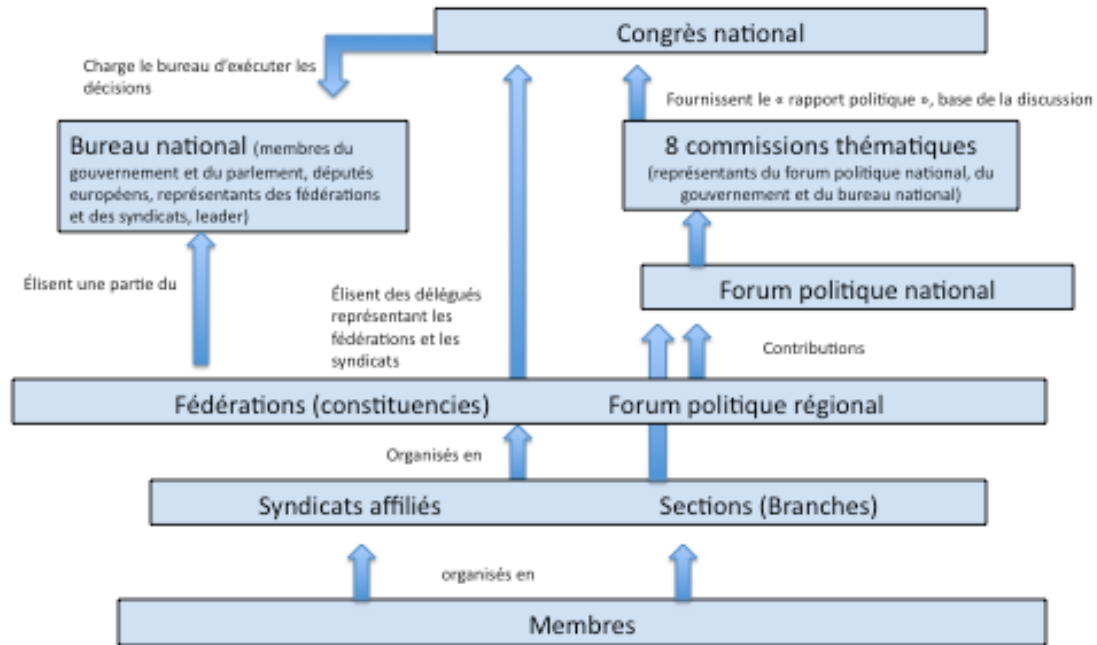 Congrès national
Charge le bureau d'exécuter les
décisions
Fournissent le « rapport politique », base de la discussion
Bureau national (membres du
gouvernement et du parlement, députés
européens, représentants des fédérations
et des syndicats, leader)
8 commissions thématiques
(représentants du forum politique national, du
gouvernement et du bureau national)
Élisent une partie du
Forum politique national
Élisent des délégués
représentant les
fédérations et les
syndicats
Contributions
Fédérations (constituencies)
Forum politique régional
Organisés en
Syndicats affiliés
Sections (Branches)
organisés en
Membres